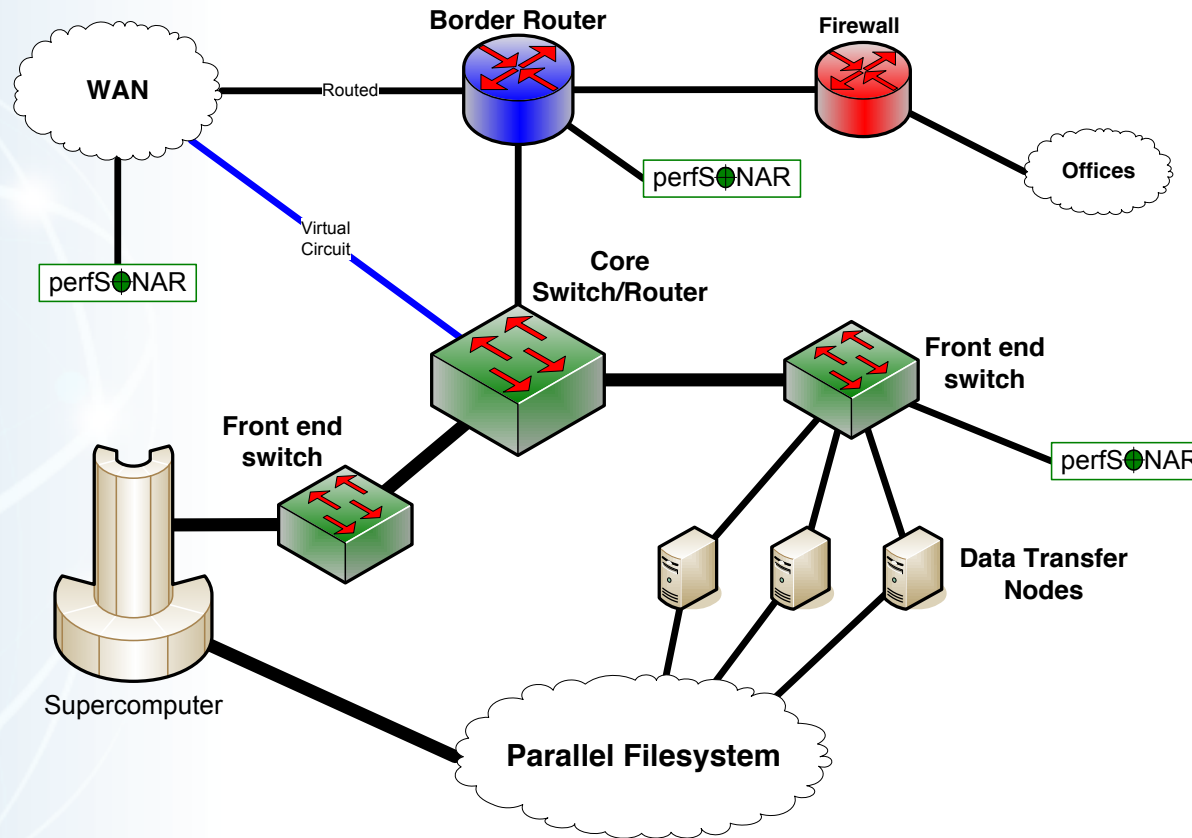 Border Router
Firewall
WAN
Routed
perfSONAR
Offices
Virtual
Circuit
perfSONAR
Core
Switch/Router
Front end
switch
Front end
switch
perfSONAR
Data Transfer
Nodes
Supercomputer
Parallel Filesystem